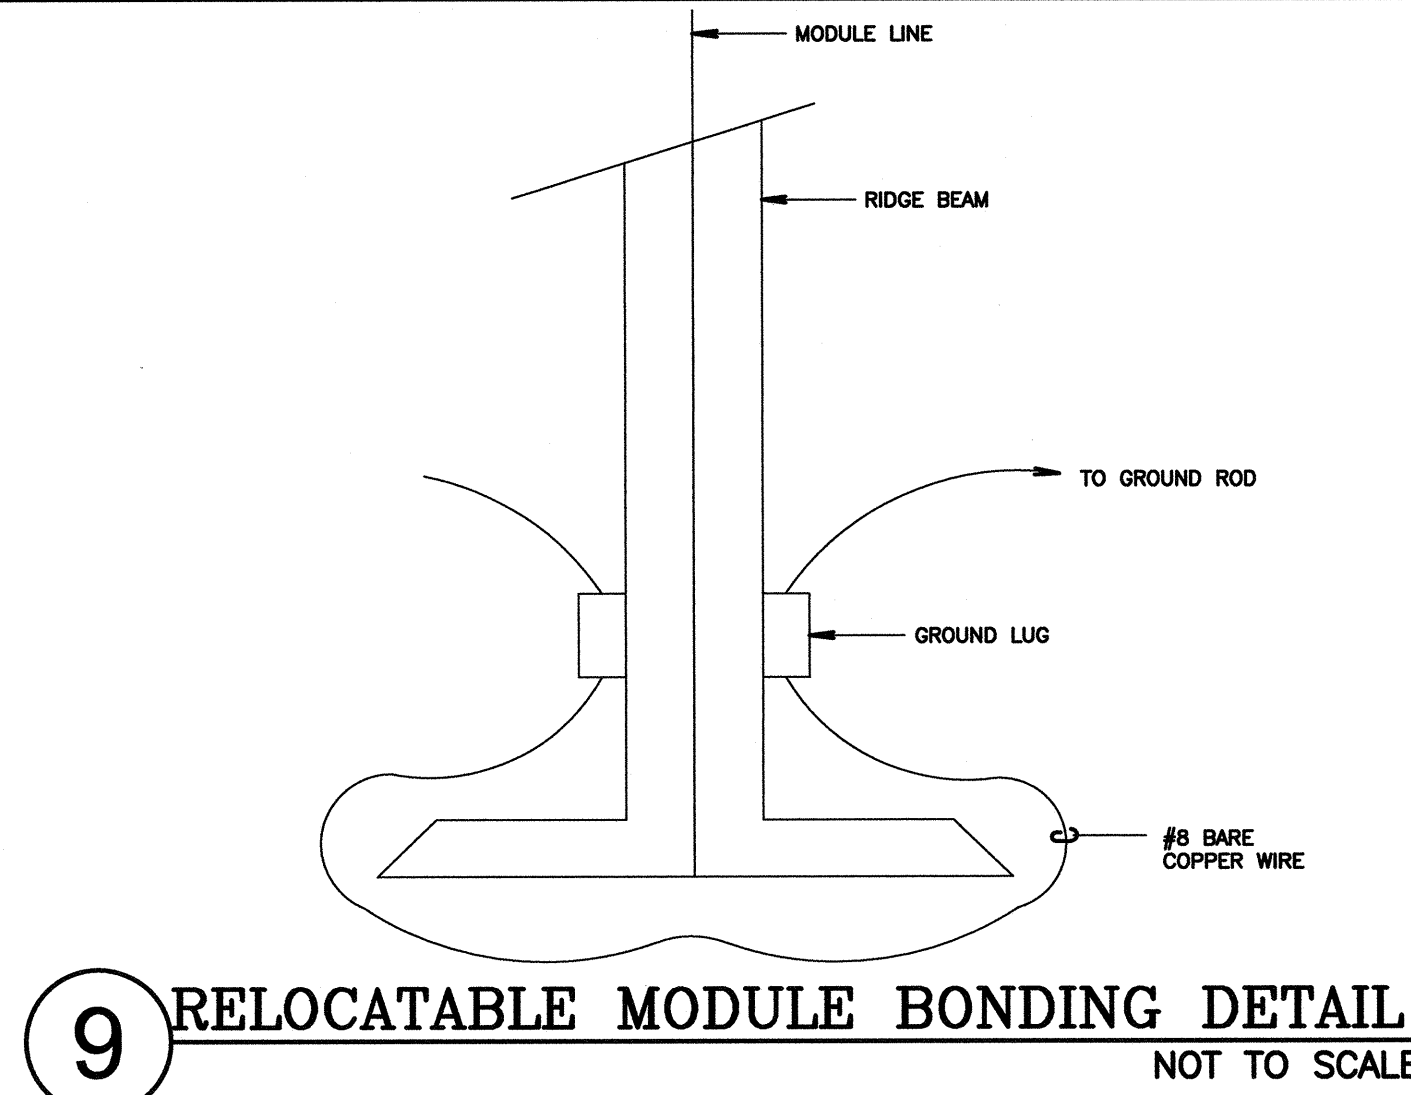 MODULE LINE
RIDGE BEAM
TO GROUND ROD
GROUND LUG
#8 BARE
COPPER WIRE
9
RELOCATABLE MODULE BONDING DETAIL
NOT TO SCALE